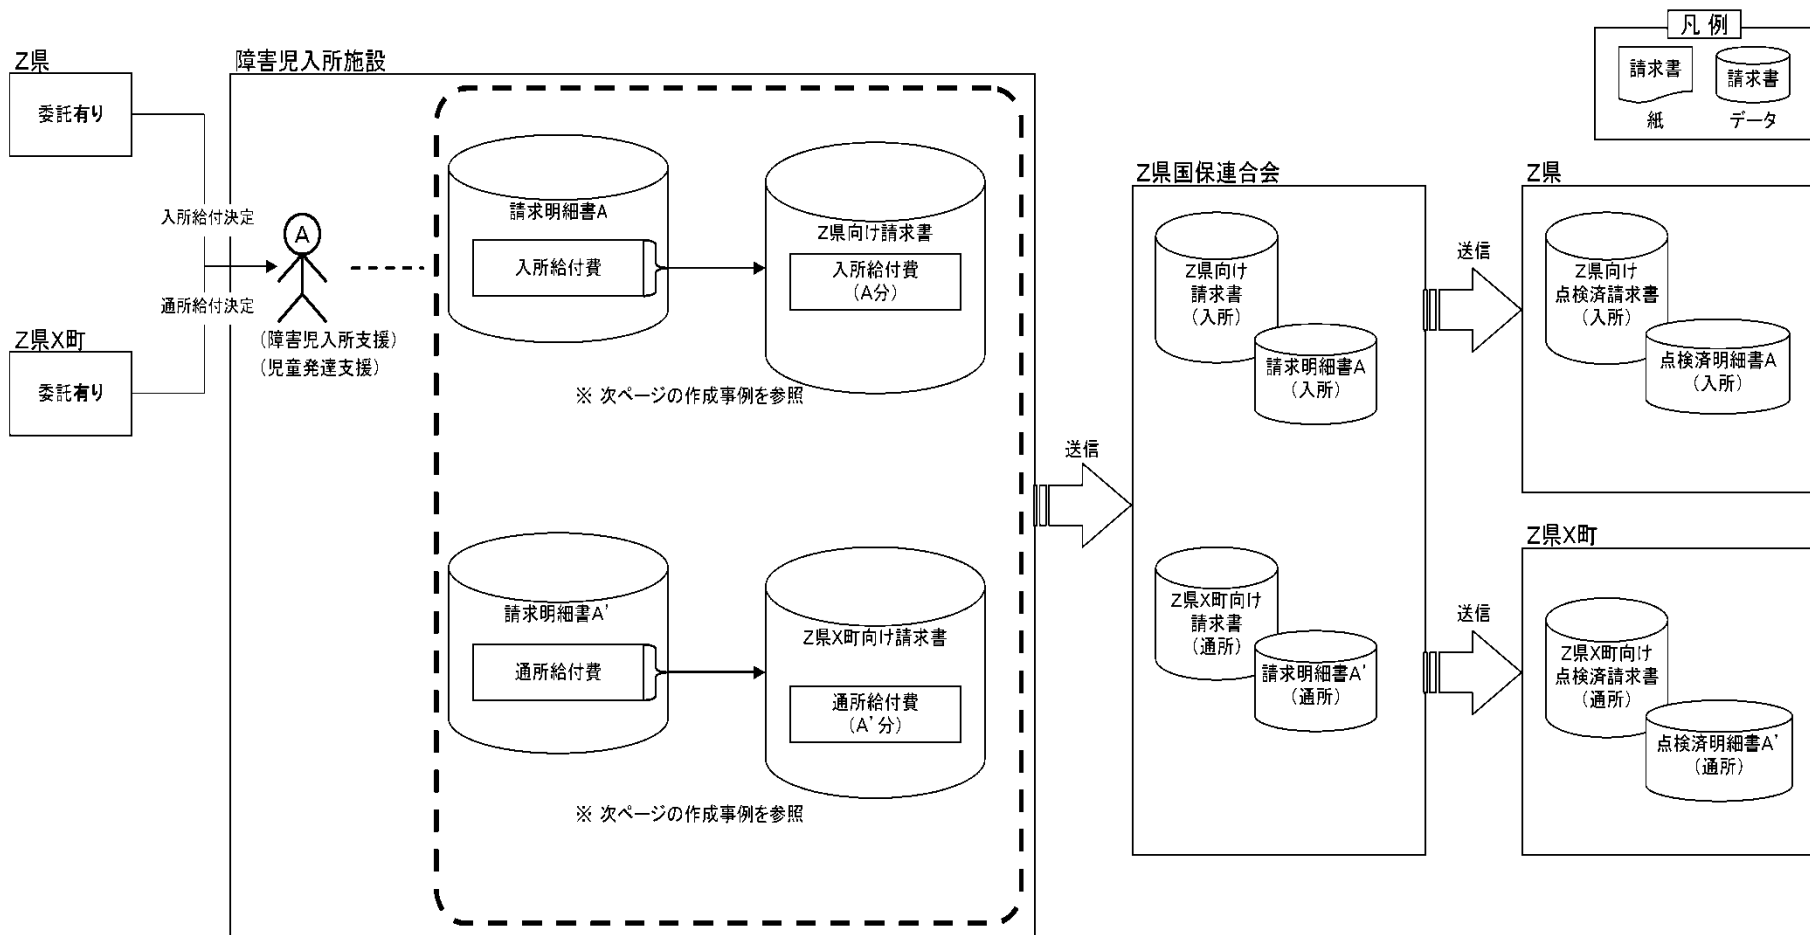 凡 例
請求書
請求書
紙
データ
Z県
委託有り
入所給付決定
通所給付決定
Z県X町
委託有り
障害児入所施設
A
(障害児入所支援)
(児童発達支援)
請求明細書A
入所給付費
Z県向け請求書
入所給付費
(A分)
※ 次ページの作成事例を参照
請求明細書A'
通所給付費
Z県X町向け請求書
通所給付費
(A'分)
※ 次ページの作成事例を参照
送信
Z県国保連合会
Z県向け
請求書
(入所)
請求明細書A
(入所)
Z県X町向け
請求書
(通所)
請求明細書A'
(通所)
送信
送信
Z県
Z県向け
点検済請求書
(入所)
点検済明細書A
(入所)
Z県X町
Z県X町向け
点検済請求書
(通所)
点検済明細書A'
(通所)